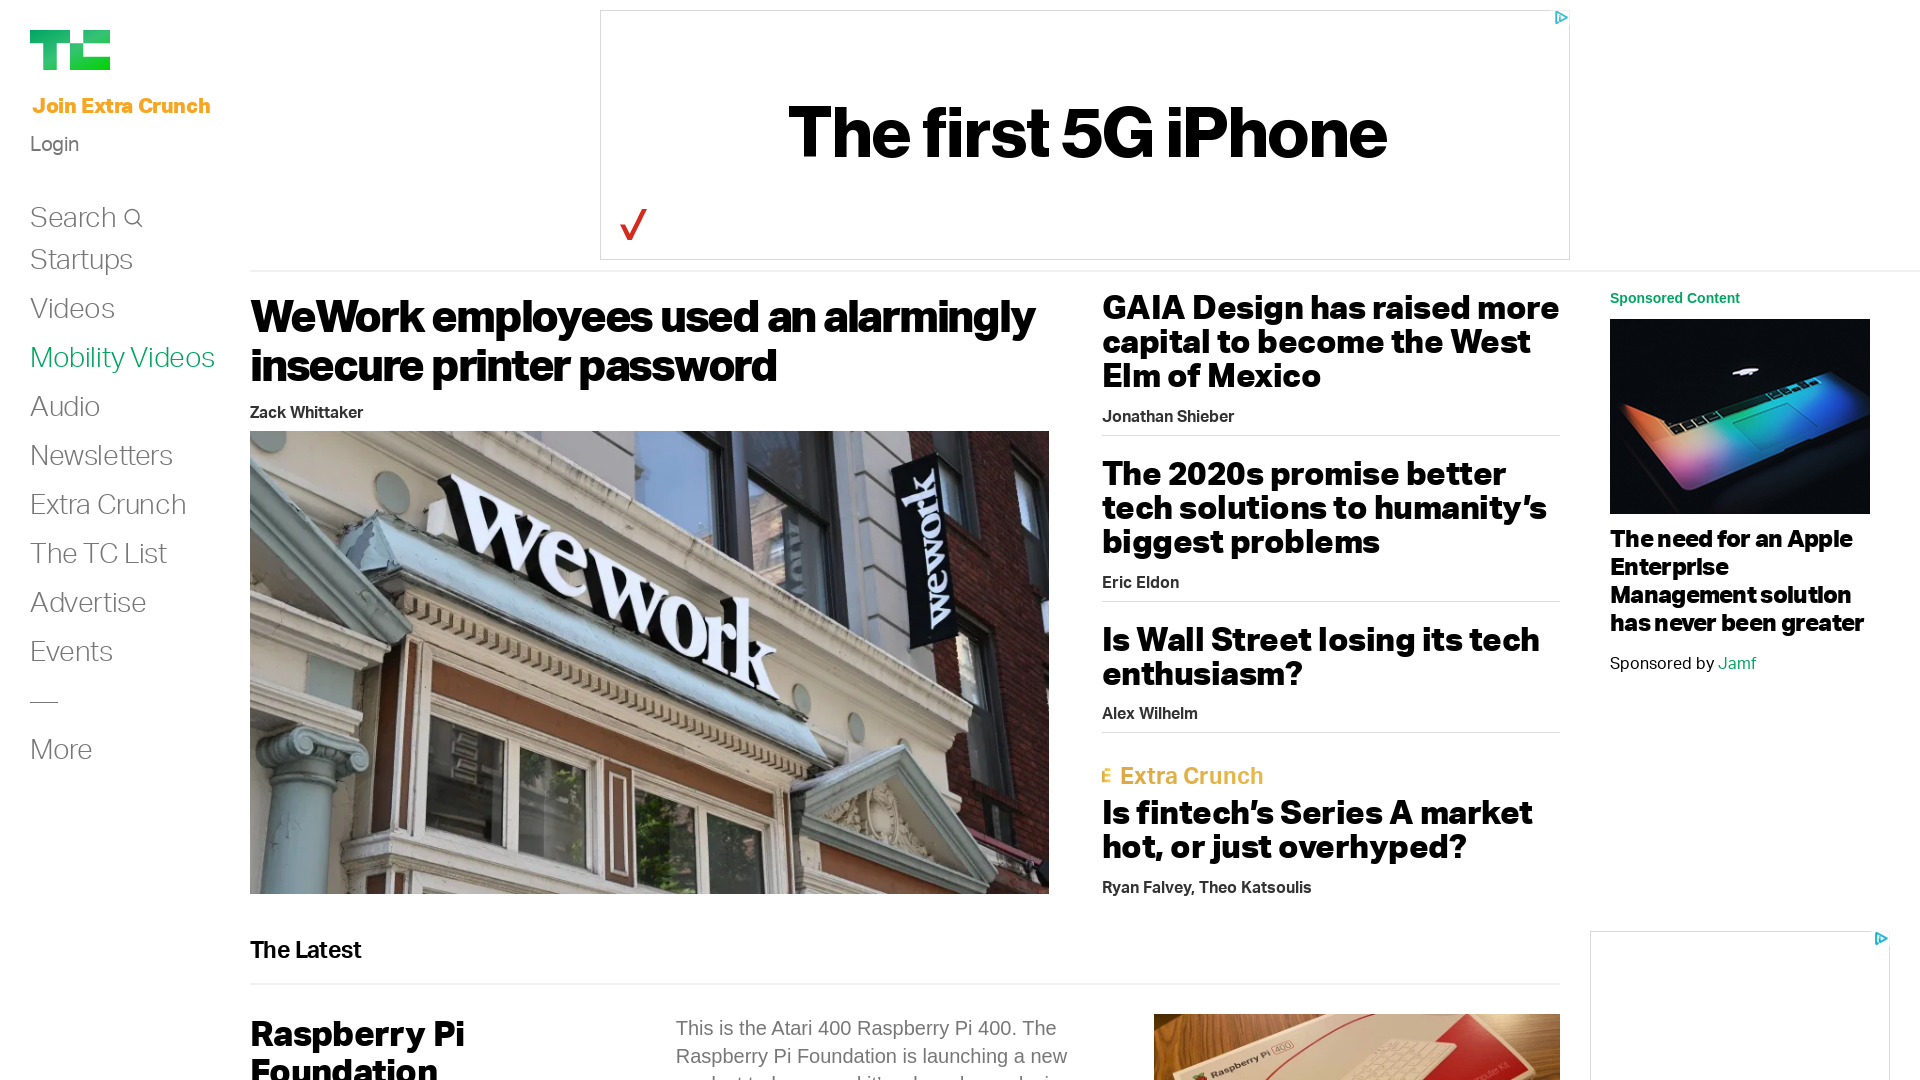 TC
Join Extra Crunch
Login
Search
Startups
Videos
Mobility Videos
Audio
Newsletters
Extra Crunch
The TC List
Advertise
Events
More
The first 5G iPhone
WeWork employees used an alarmingly
insecure printer password
Zack Whittaker
wework
wework
GAIA Design has raised more
capital to become the West
Elm of Mexico
Jonathan Shieber
The 2020s promise better
tech solutions to humanity’s
biggest problems
Eric Eldon
Is Wall Street losing its tech
enthusiasm?
Alex Wilhelm
Extra Crunch
Is fintech’s Series A market
hot, or just overhyped?
Ryan Falvey, Theo Katsoulis
Sponsored Content
The need for an Apple
Enterprise
Management solution
has never been greater
Sponsored by Jamf
The Latest
Raspberry Pi
Foundation
This is the Atari 400 Raspberry Pi 400. The
Raspberry Pi Foundation is launching a new
Raspberry Pi 400